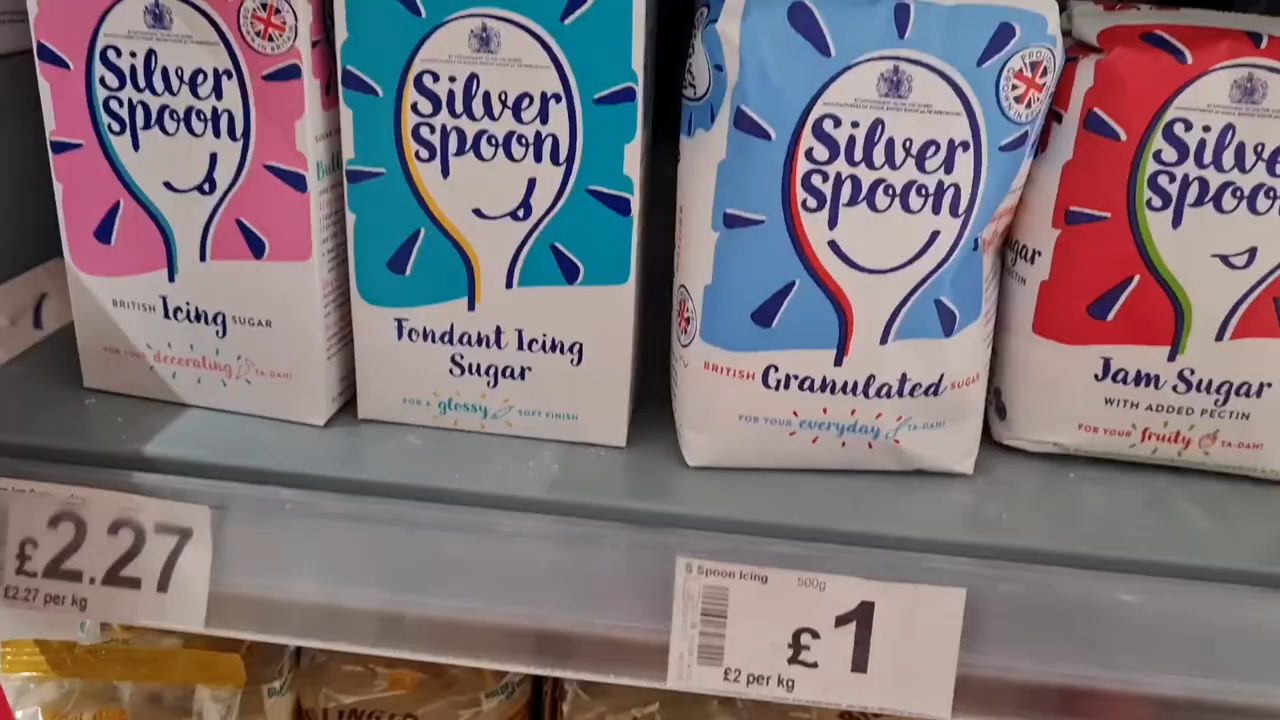 Silver
spoon
BRITISH Icing SUGAR
FOR YOUR decorating TA-DAH!
Silver
spoon
Fondant Icing
Sugar
FOR A glossy SOFT FINISH
Silver
spoon
BRITISH Granulated SUGAR
FOR YOUR everyday TA-DAH!
Silve
spoo
Jam Sugar
WITH ADDED PECTIN
FOR YOUR fruity TA-DAH!
£2.27
£2.27 per kg
S Spoon Icing 500g
£1
£2 per kg